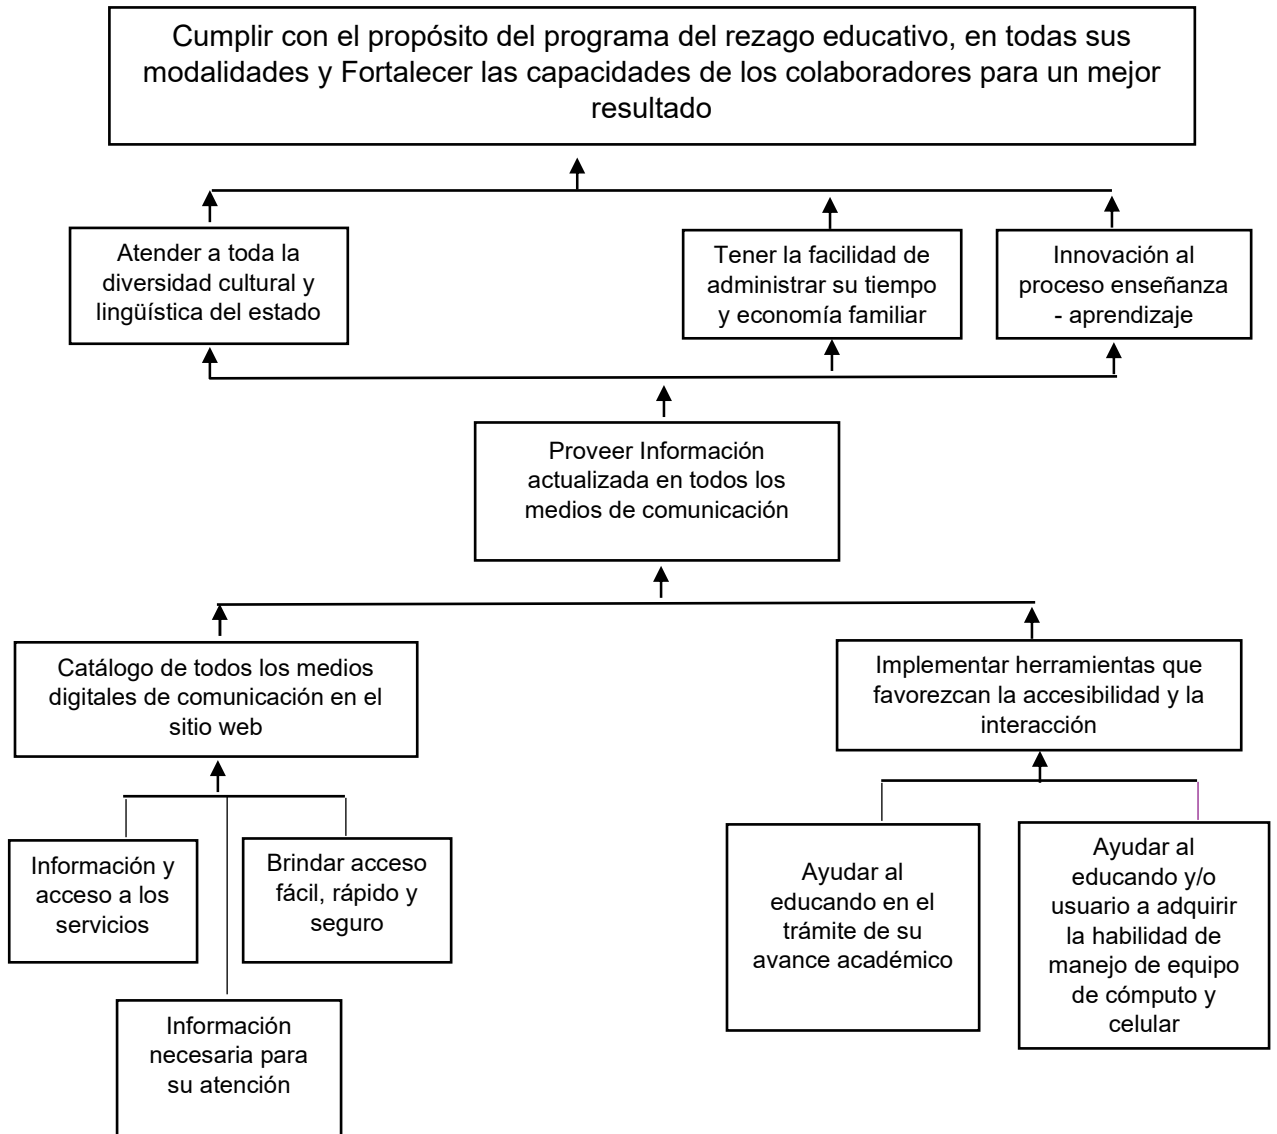 Cumplir con el propósito del programa del rezago educativo, en todas sus
modalidades y Fortalecer las capacidades de los colaboradores para un mejor
resultado
Atender a toda la
diversidad cultural y
lingüística del estado
Tener la facilidad de
administrar su tiempo
y economía familiar
Innovación al
proceso enseñanza
- aprendizaje
Proveer Información
actualizada en todos los
medios de comunicación
Catálogo de todos los medios
digitales de comunicación en el
sitio web
Implementar herramientas que
favorezcan la accesibilidad y la
interacción
Información y
acceso a los
servicios
Brindar acceso
fácil, rápido y
seguro
Información
necesaria para
su atención
Ayudar al
educando en el
trámite de su
avance académico
Ayudar al
educando y/o
usuario a adquirir
la habilidad de
manejo de equipo
de cómputo y
celular